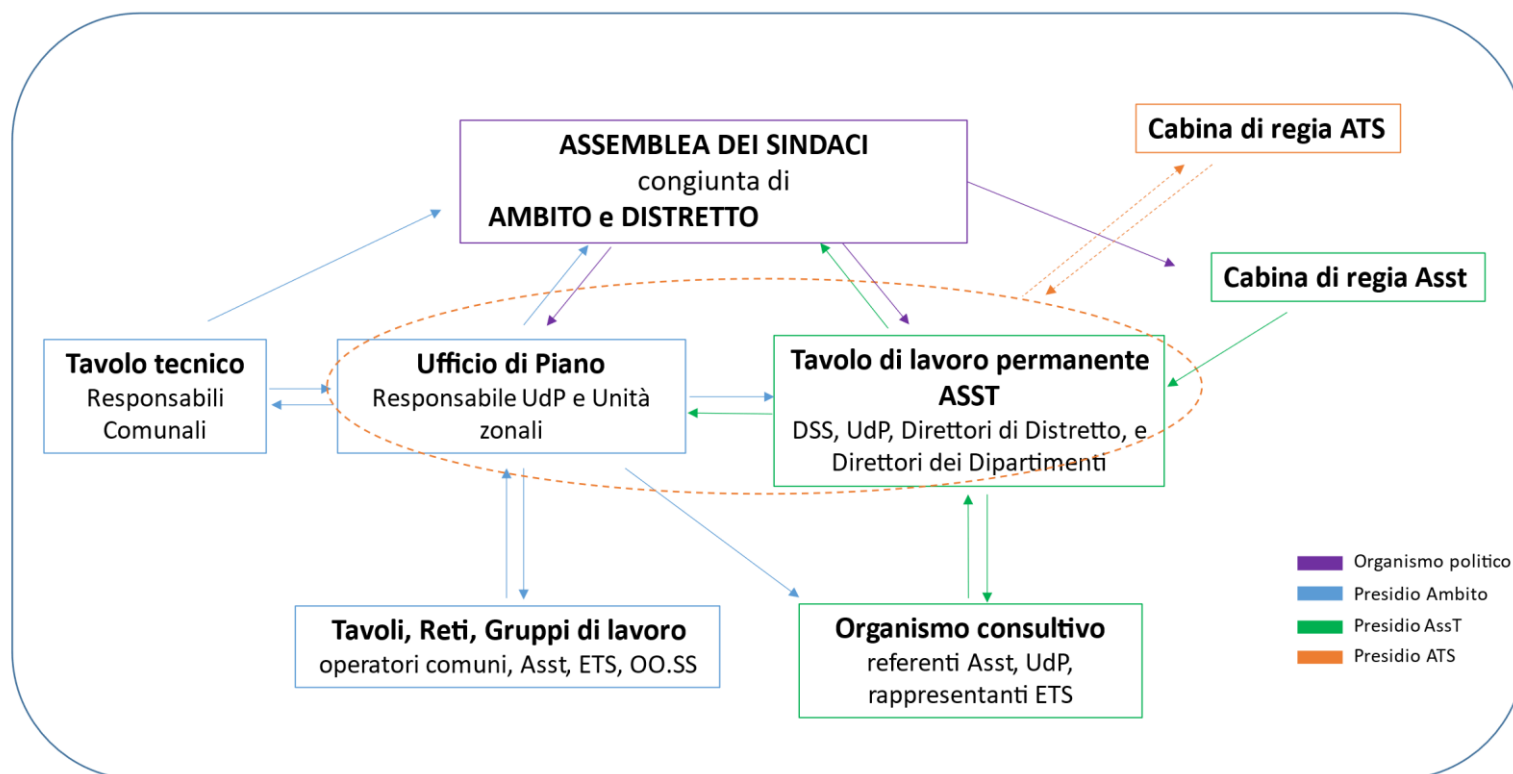 ASSEMBLEA DEI SINDACI
congiunta di
AMBITO e DISTRETTO
Cabina di regia ATS
Cabina di regia Asst
Tavolo tecnico
Responsabili
Comunali
Ufficio di Piano
Responsabile UdP e Unità
zonali
Tavolo di lavoro permanente
ASST
DSS, UdP, Direttori di Distretto, e
Direttori dei Dipartimenti
Tavoli, Reti, Gruppi di lavoro
operatori comuni, Asst, ETS, OO.SS
Organismo consultivo
referenti Asst, UdP,
rappresentanti ETS
Organismo politico
Presidio Ambito
Presidio AssT
Presidio ATS